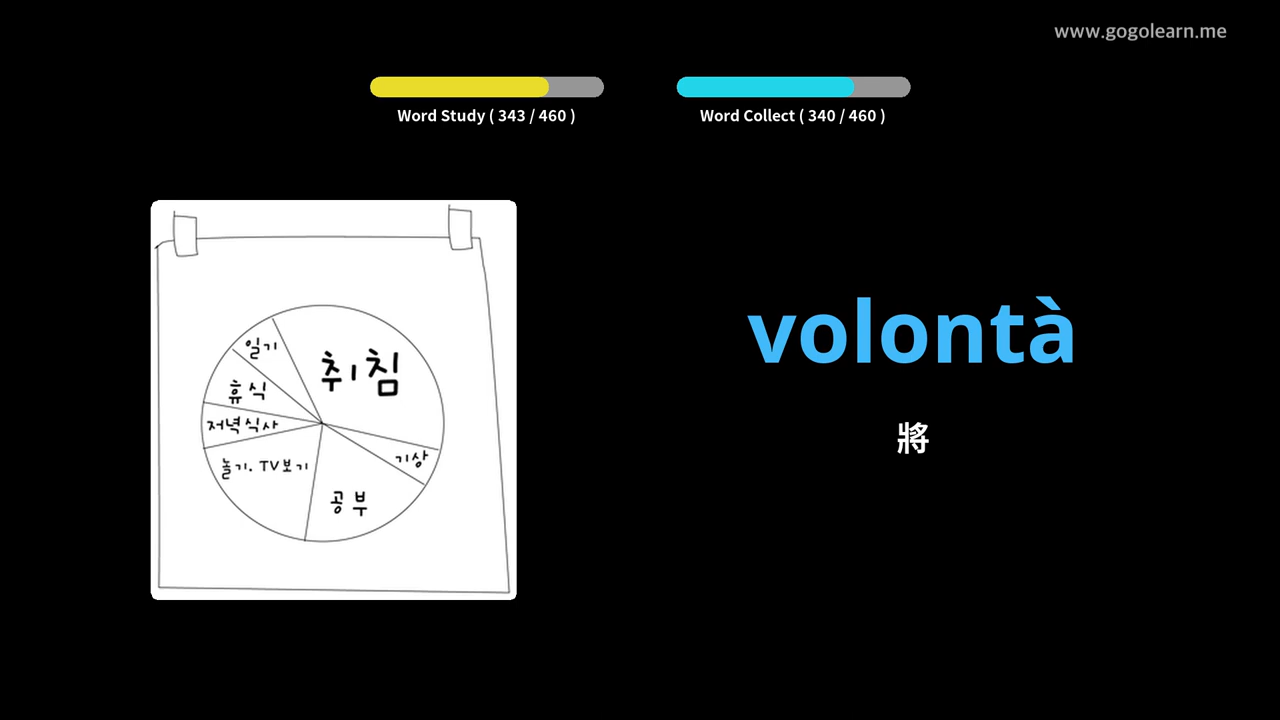 www.gogolearn.me
Word Study ( 343 / 460 )
Word Collect ( 340 / 460 )
일기
취침
휴식
저녁식사
기상
놀기. TV보기
공부
volontà
將